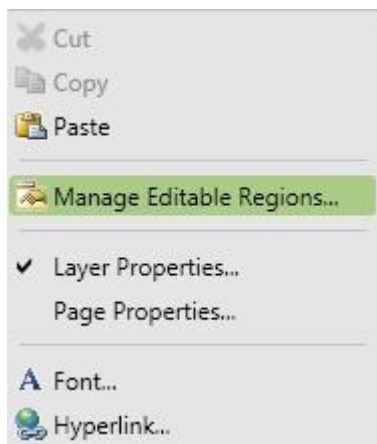 Cut
Copy
Paste
Manage Editable Regions...
Layer Properties...
Page Properties...
Font...
Hyperlink...